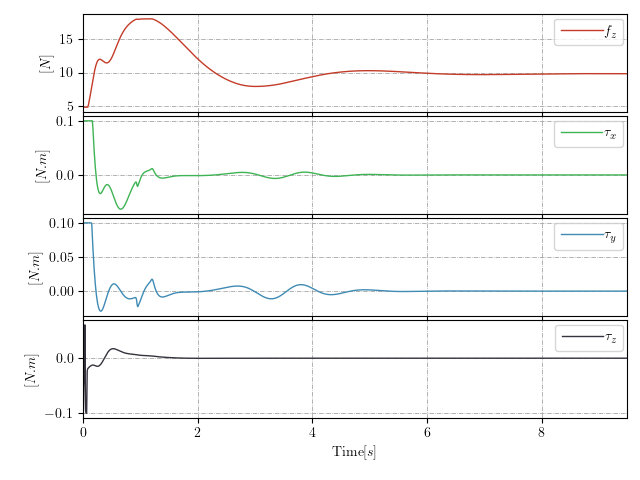 15
10
5
[N]
f_z
0.1
0.0
[N.m]
τ_x
0.10
0.05
0.00
[N.m]
τ_y
0.0
−0.1
[N.m]
τ_z
0 2 4 6 8
Time[s]